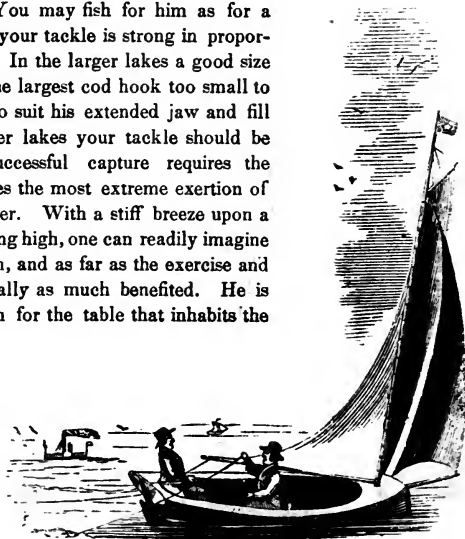 You may fish for him as for a
your tackle is strong in propor-
In the larger lakes a good size
e largest cod hook too small to
o suit his extended jaw and fill
er lakes your tackle should be
uccessful capture requires the
es the most extreme exertion of
er. With a stiff breeze upon a
ng high, one can readily imagine
n, and as far as the exercise and
ally as much benefited. He is
n for the table that inhabits the